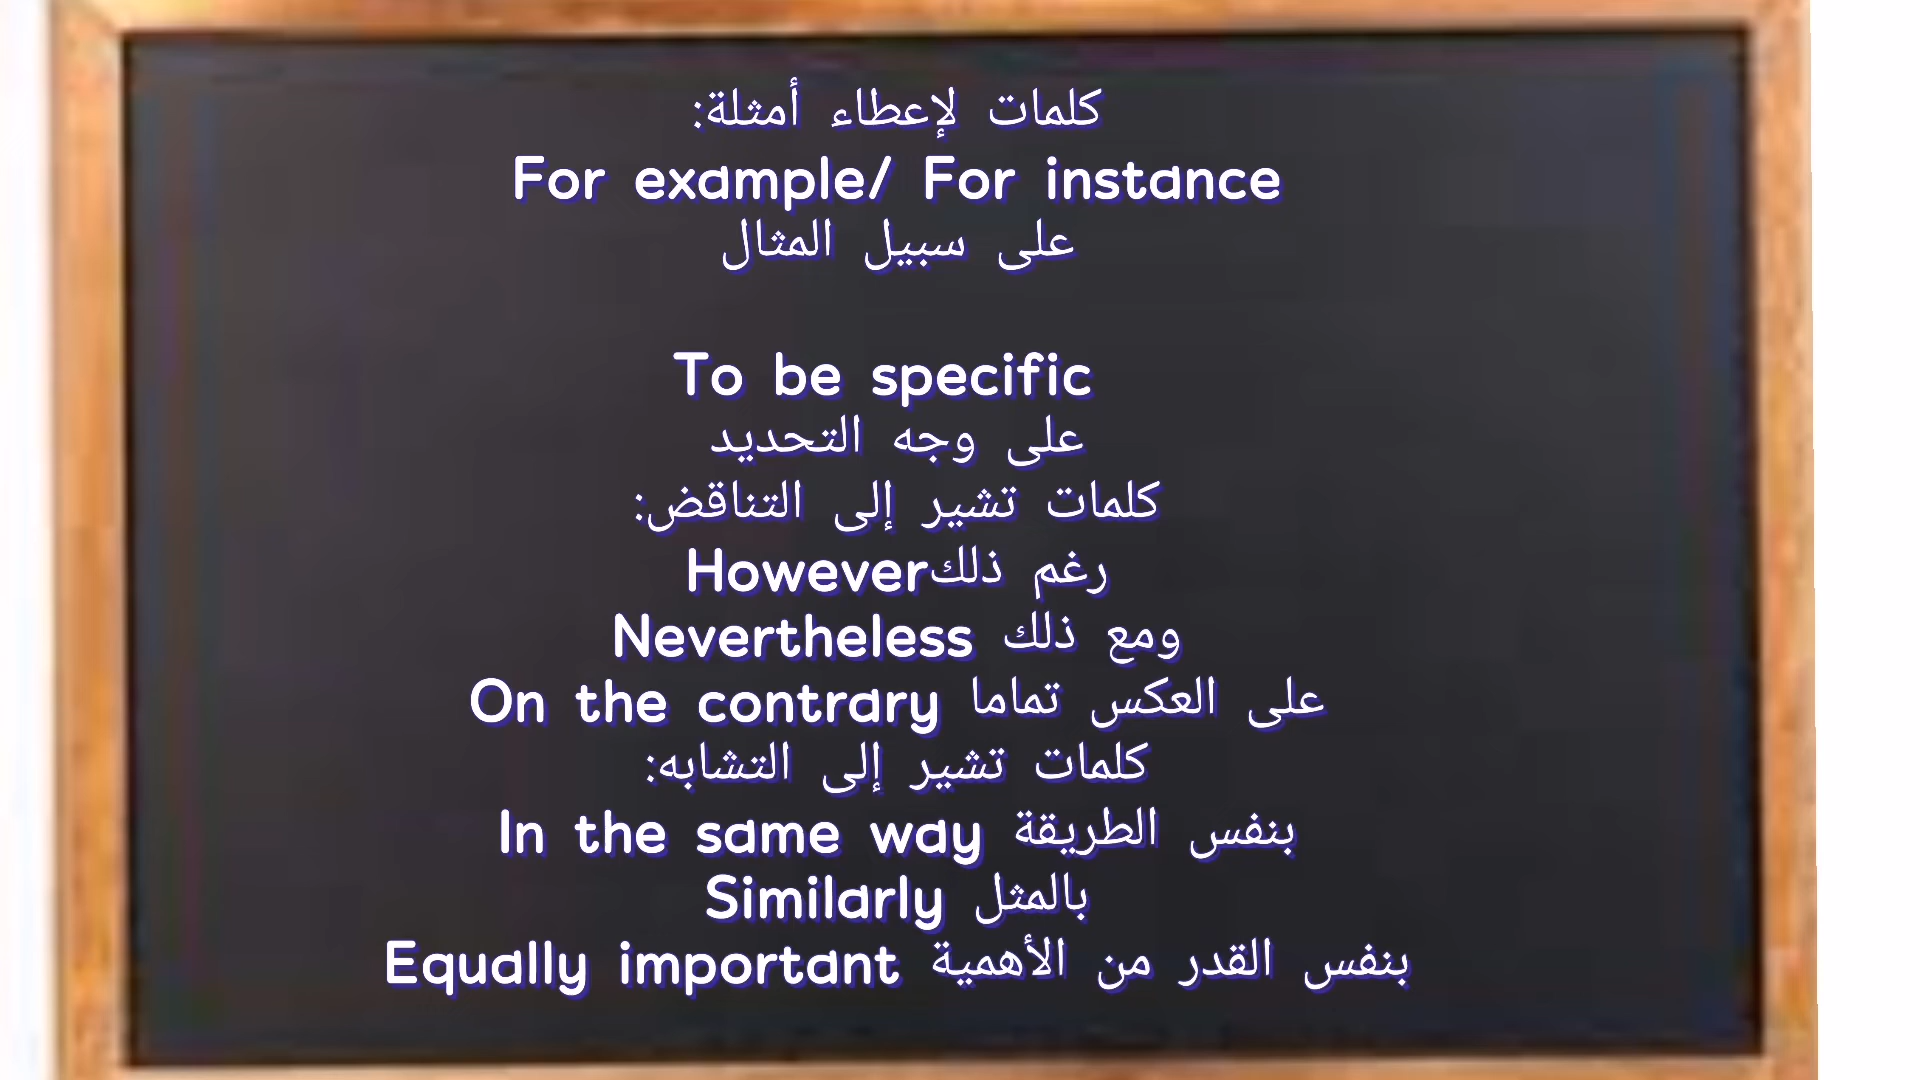 كلمات لإعطاء أمثلة:
For example/ For instance
على سبيل المثال
To be specific
على وجه التحديد
كلمات تشير إلى التناقض:
Howeverرغم ذلك
Nevertheless ومع ذلك
On the contrary على العكس تماما
كلمات تشير إلى التشابه:
In the same way بنفس الطريقة
Similarly بالمثل
Equally important بنفس القدر من الأهمية